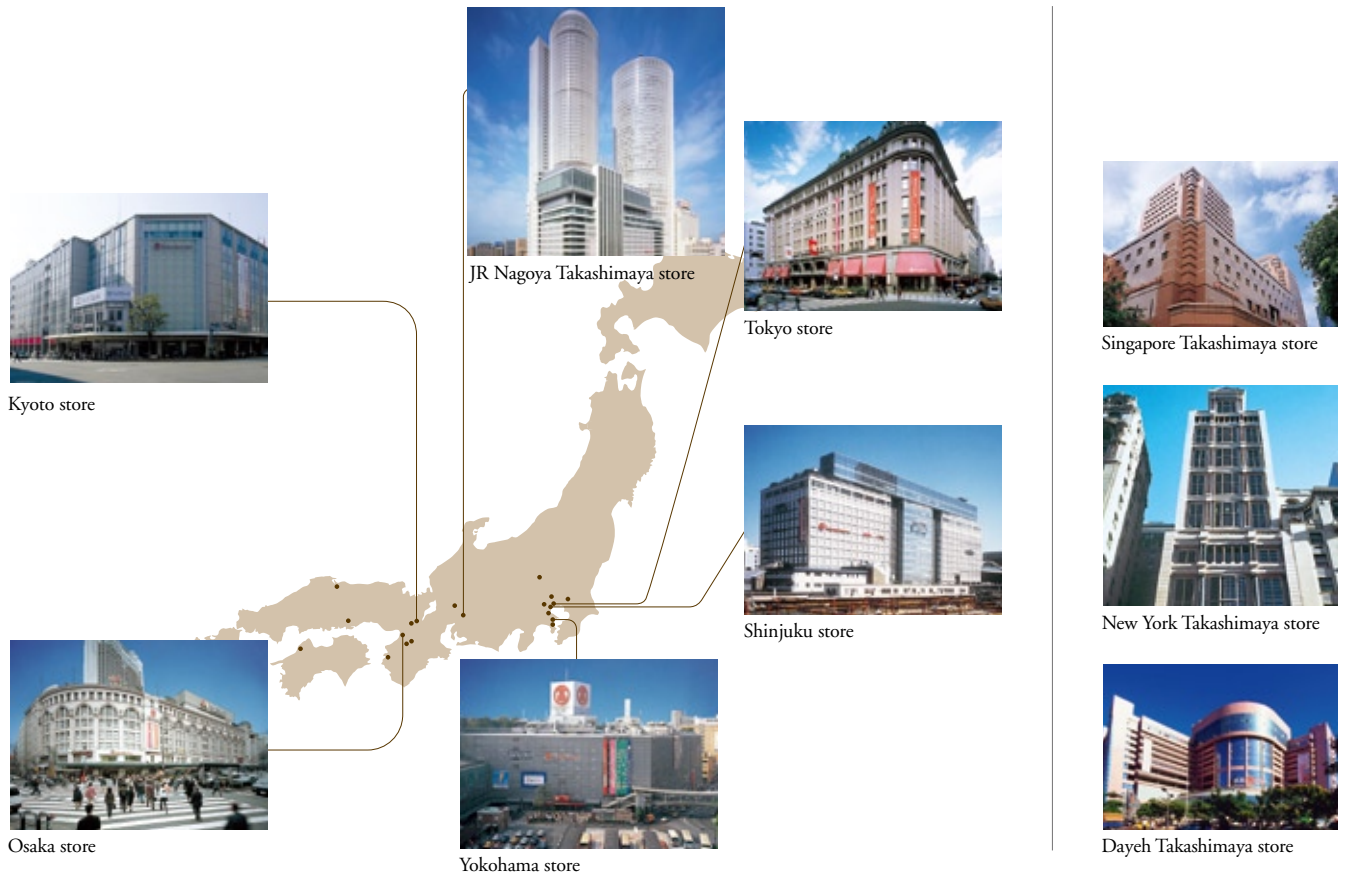 JR Nagoya Takashimaya store
Tokyo store
Kyoto store
Shinjuku store
Osaka store
Yokohama store
Singapore Takashimaya store
New York Takashimaya store
Dayeh Takashimaya store